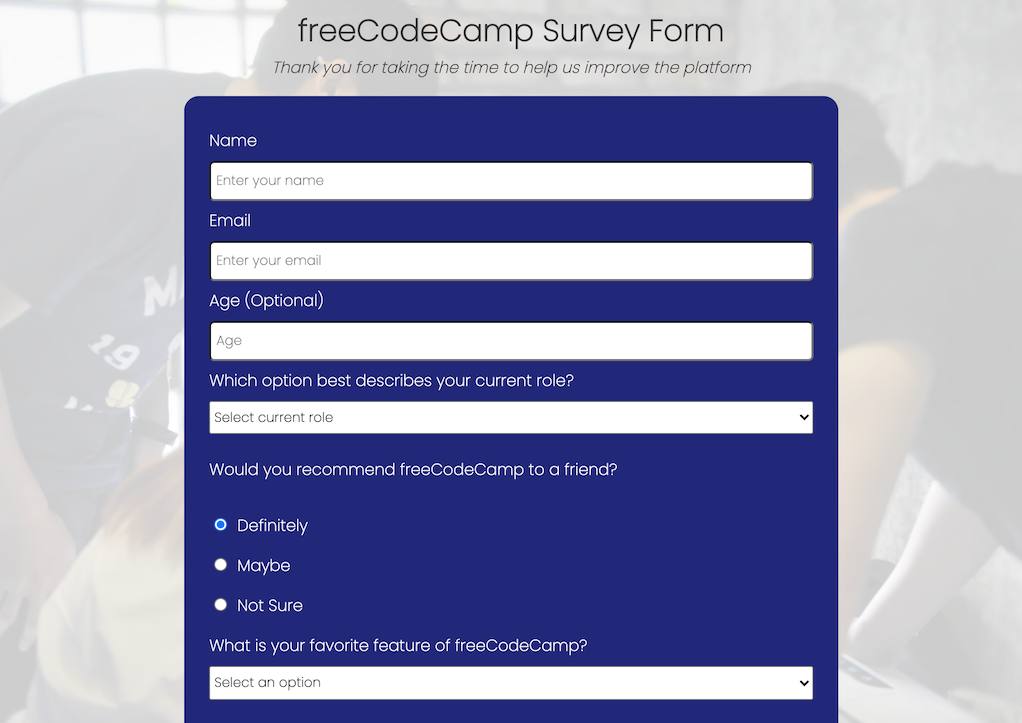 freeCodeCamp Survey Form
Thank you for taking the time to help us improve the platform
Name
Enter your name
Email
Enter your email
Age (Optional)
Age
Which option best describes your current role?
Select current role
Would you recommend freeCodeCamp to a friend?
Definitely
Maybe
Not Sure
What is your favorite feature of freeCodeCamp?
Select an option
19